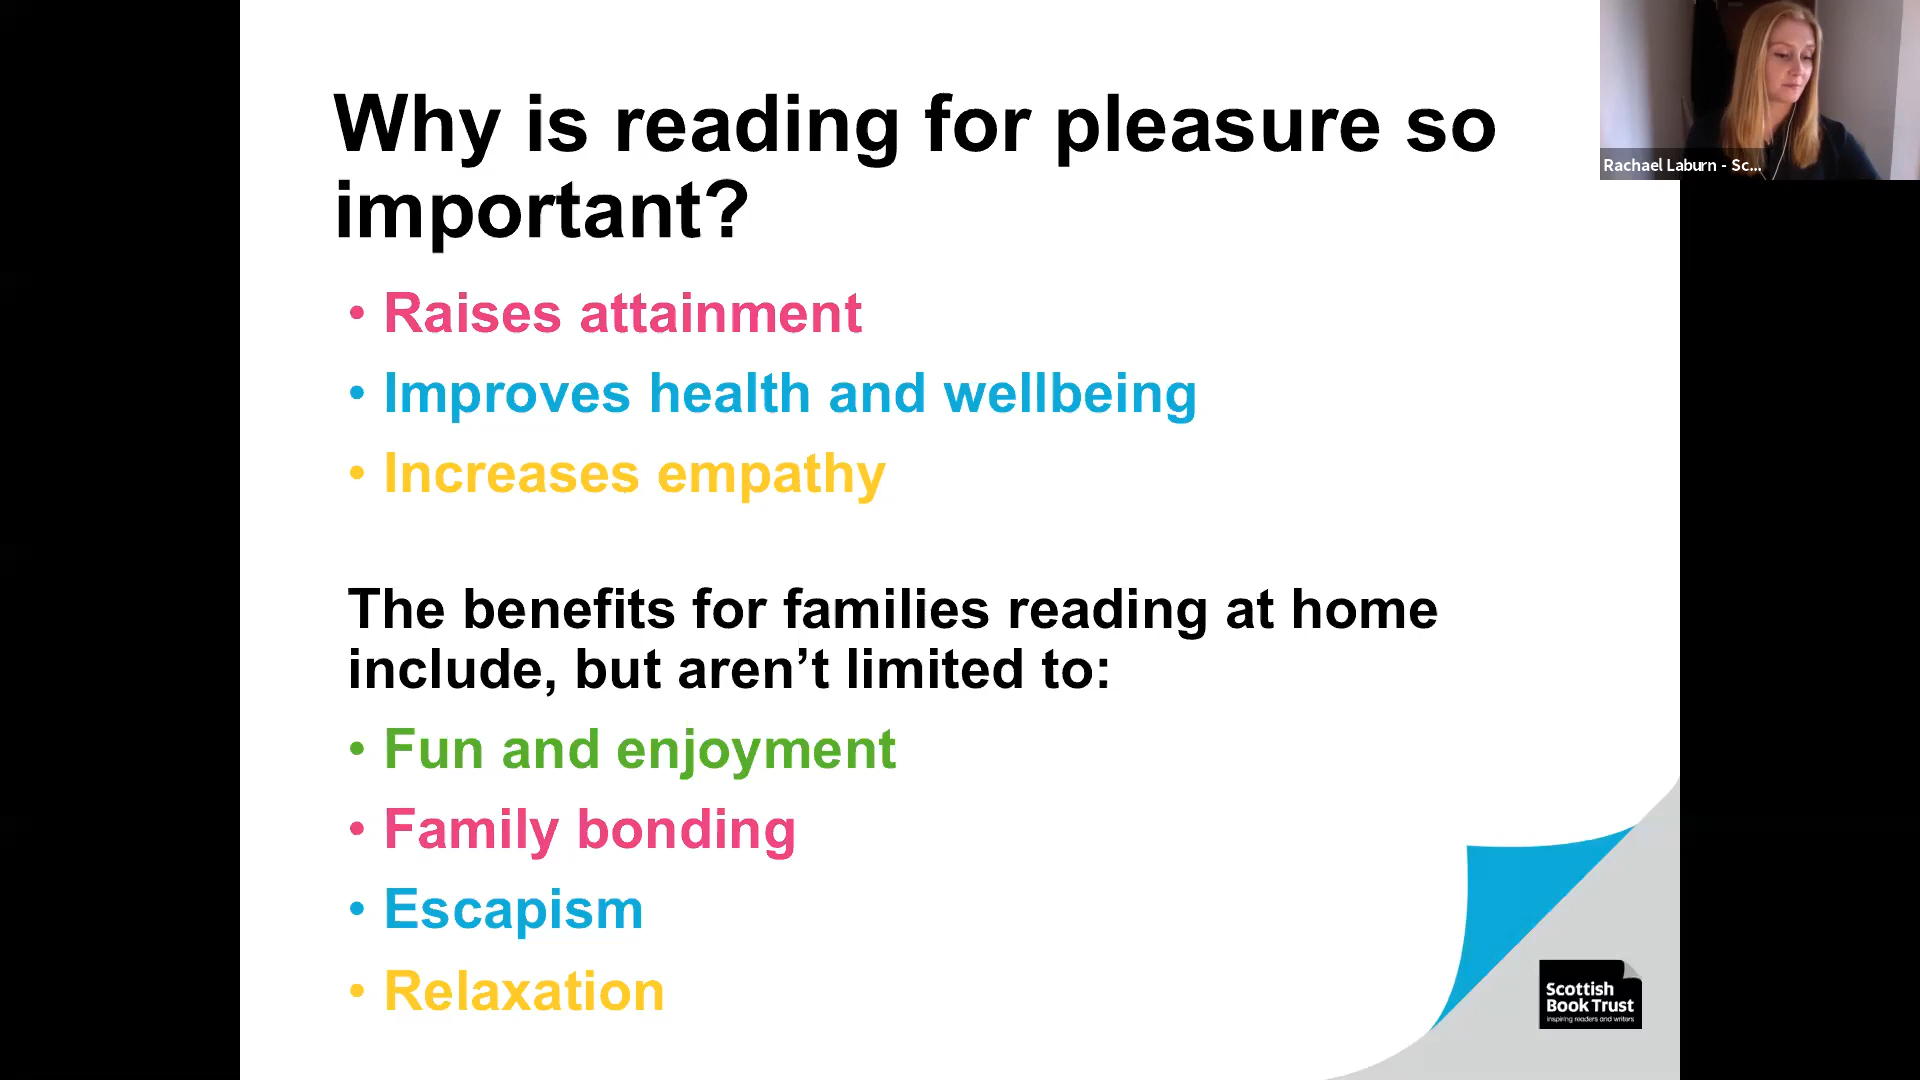 Why is reading for pleasure so
important?
• Raises attainment
• Improves health and wellbeing
• Increases empathy
The benefits for families reading at home
include, but aren’t limited to:
• Fun and enjoyment
• Family bonding
• Escapism
• Relaxation
Rachael Laburn - Sc...
Scottish
Book Trust
inspiring readers and writers